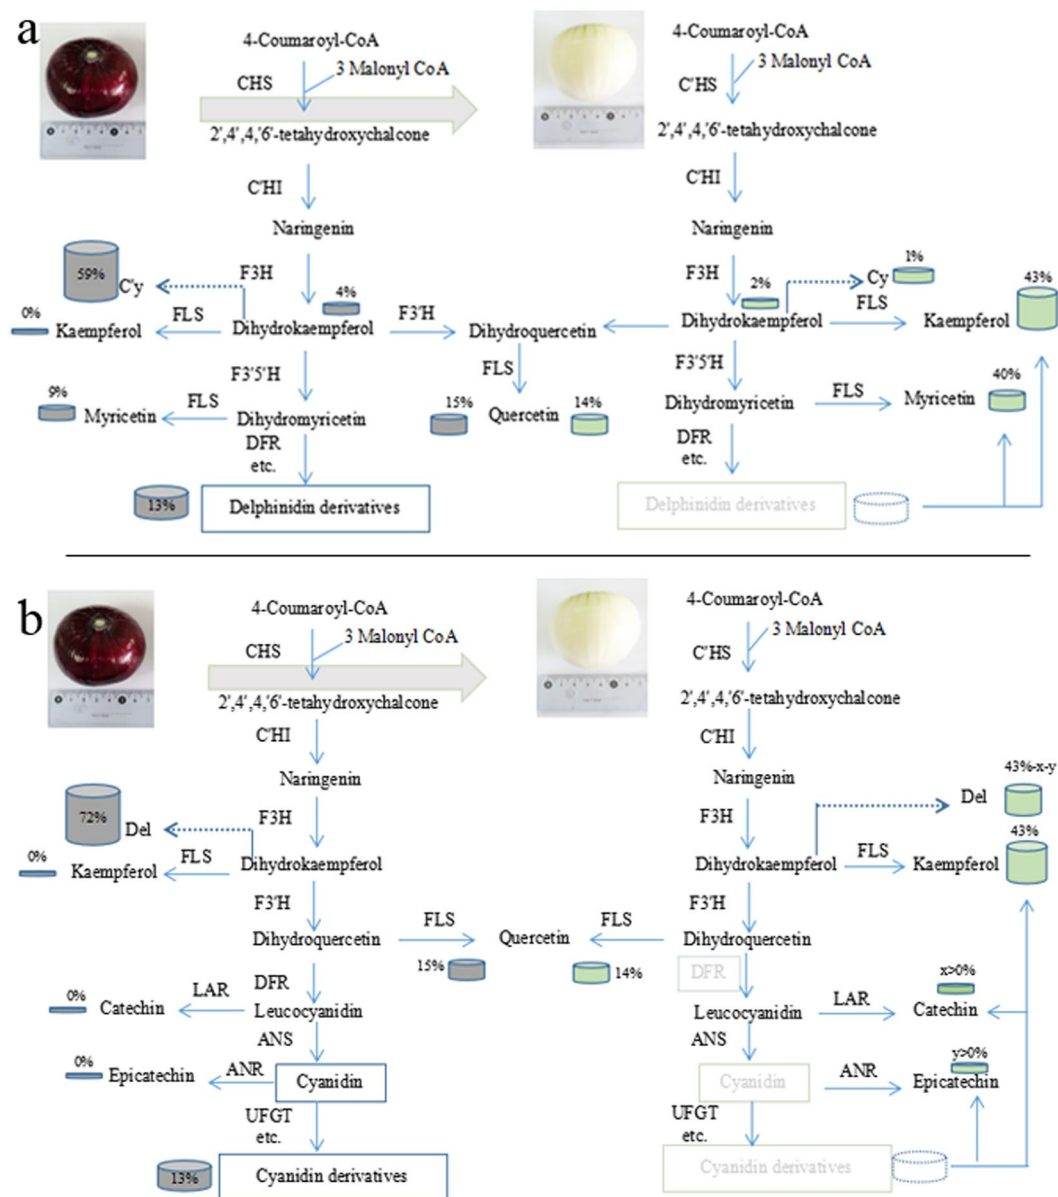 a
4-Coumaroyl-CoA
3 Malonyl CoA
CHS
2',4',4,'6'-tetahydroxychalcone
C'HI
Naringenin
F3H
59%
C'y
4%
0%
Kaempferol
FLS
Dihydrokaempferol
F3'H
Dihydroquercetin
F3'5'H
FLS
9%
Myricetin
FLS
Dihydromyricetin
15%
Quercetin
14%
DFR
etc.
13%
Delphinidin derivatives
4-Coumaroyl-CoA
3 Malonyl CoA
C'HS
2',4',4,'6'-tetahydroxychalcone
C'HI
Naringenin
F3H
2%
Cy
1%
43%
Dihydrokaempferol
FLS
Kaempferol
F3'5'H
Dihydromyricetin
FLS
Myricetin
40%
DFR
etc.
Delphinidin derivatives
b
4-Coumaroyl-CoA
3 Malonyl CoA
CHS
2',4',4,'6'-tetahydroxychalcone
C'HI
Naringenin
F3H
72%
Del
0%
Kaempferol
FLS
Dihydrokaempferol
F3'H
Dihydroquercetin
FLS
Quercetin
15%
14%
DFR
0%
Catechin
LAR
Leucocyanidin
ANS
0%
Epicatechin
ANR
Cyanidin
UFGT
etc.
13%
Cyanidin derivatives
4-Coumaroyl-CoA
3 Malonyl CoA
C'HS
2',4',4,'6'-tetahydroxychalcone
C'HI
Naringenin
F3H
43%-x-y
Del
43%
Dihydrokaempferol
FLS
Kaempferol
F3'H
FLS
Dihydroquercetin
DFR
x>0%
Leucocyanidin
LAR
Catechin
ANS
y>0%
Cyanidin
ANR
Epicatechin
UFGT
etc.
Cyanidin derivatives